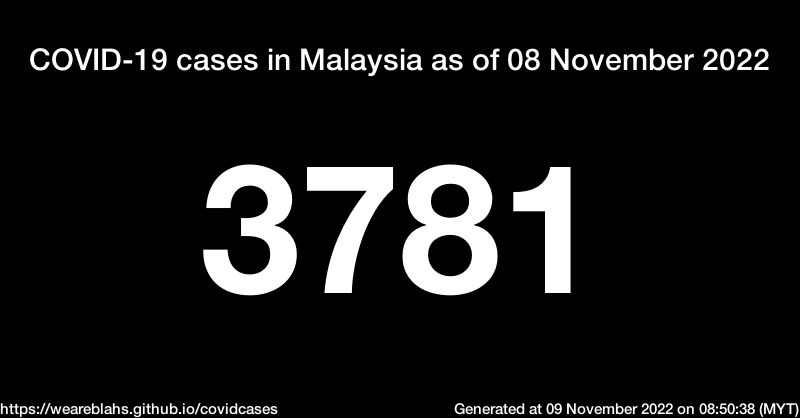 COVID-19 cases in Malaysia as of 08 November 2022
3781
https://weareblahs.github.io/covidcases
Generated at 09 November 2022 on 08:50:38 (MYT)